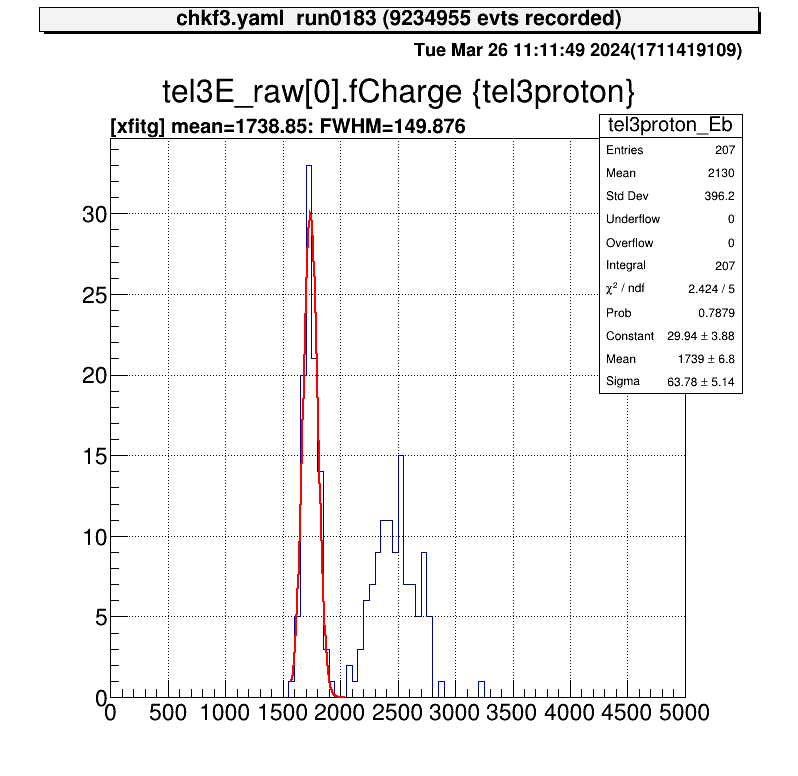 chkf3.yaml  run0183 (9234955 evts recorded)
Tue Mar 26 11:11:49 2024(1711419109)
tel3E_raw[0].fCharge {tel3proton}
[xfitg] mean=1738.85: FWHM=149.876
tel3proton_Eb
Entries 207
Mean 2130
Std Dev 396.2
Underflow 0
Overflow 0
Integral 207
χ² / ndf 2.424 / 5
Prob 0.7879
Constant 29.94 ± 3.88
Mean 1739 ± 6.8
Sigma 63.78 ± 5.14
30
25
20
15
10
5
0
0 500 1000 1500 2000 2500 3000 3500 4000 4500 5000